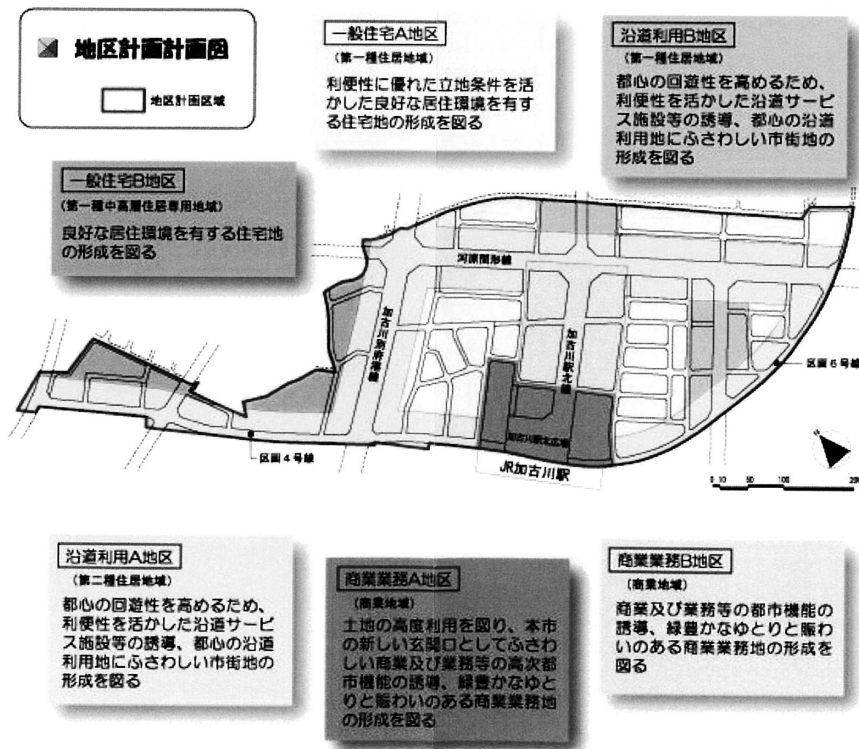 地区計画計画図
地区計画区域
一般住宅A地区
（第一種住居地域）
利便性に優れた立地条件を活
かした良好な居住環境を有す
る住宅地の形成を図る
沿道利用B地区
（第一種住居地域）
都心の回遊性を高めるため、
利便性を活かした沿道サービ
ス施設等の誘導、都心の沿道
利用地にふさわしい市街地の
形成を図る
一般住宅B地区
（第一種中高層住居専用地域）
良好な居住環境を有する住宅地
の形成を図る
河原間形線
加古川別府港線
加古川駅北線
区画6号線
加古川駅北広場
区画4号線
JR加古川駅
0 10 50 100 200
沿道利用A地区
（第二種住居地域）
都心の回遊性を高めるため、
利便性を活かした沿道サービ
ス施設等の誘導、都心の沿道
利用地にふさわしい市街地の
形成を図る
商業業務A地区
（商業地域）
土地の高度利用を図り、本市
の新しい玄関口としてふさわ
しい商業及び業務等の高次都
市機能の誘導、緑豊かなゆと
りと賑わいのある商業業務地
の形成を図る
商業業務B地区
（商業地域）
商業及び業務等の都市機能の
誘導、緑豊かなゆとりと賑わ
いのある商業業務地の形成を
図る